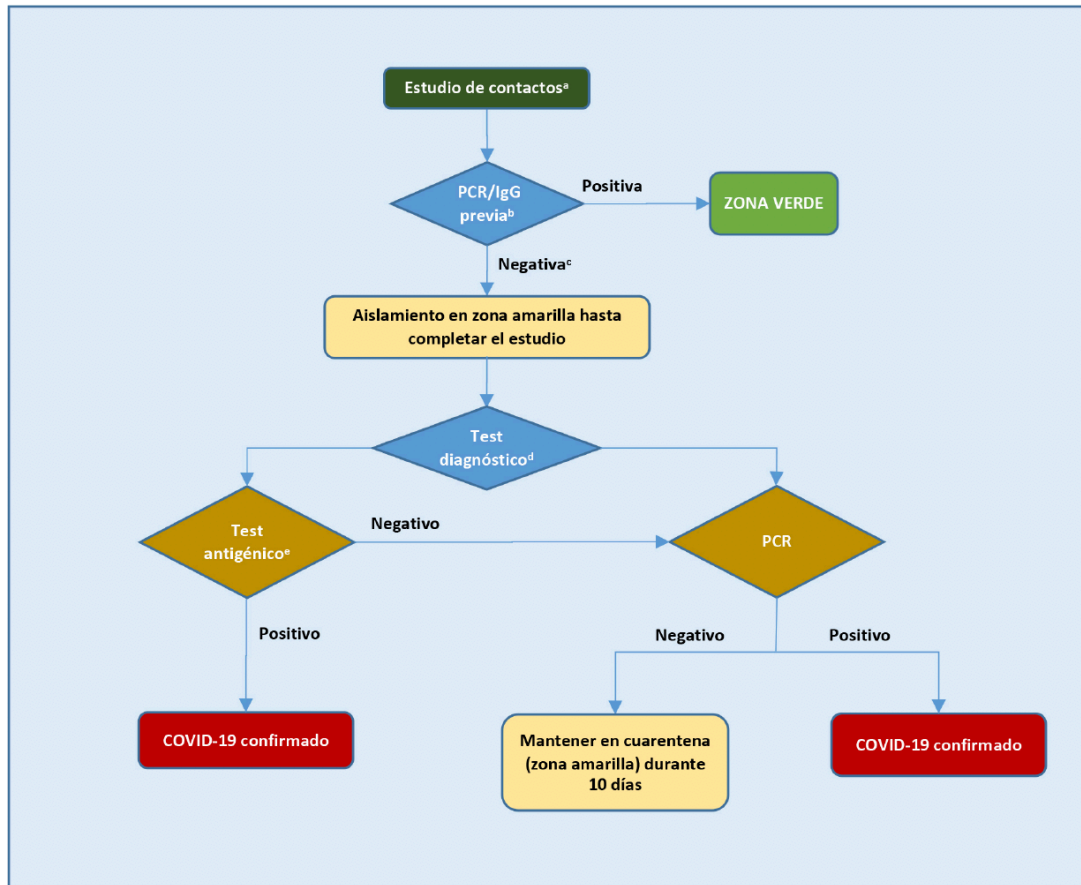 Estudio de contactosᵃ
PCR/IgG
previaᵇ
Positiva
ZONA VERDE
Negativaᶜ
Aislamiento en zona amarilla hasta
completar el estudio
Test
diagnósticoᵈ
Test
antigénicoᵉ
Negativo
PCR
Positivo
Negativo
Positivo
COVID-19 confirmado
Mantener en cuarentena
(zona amarilla) durante
10 días
COVID-19 confirmado